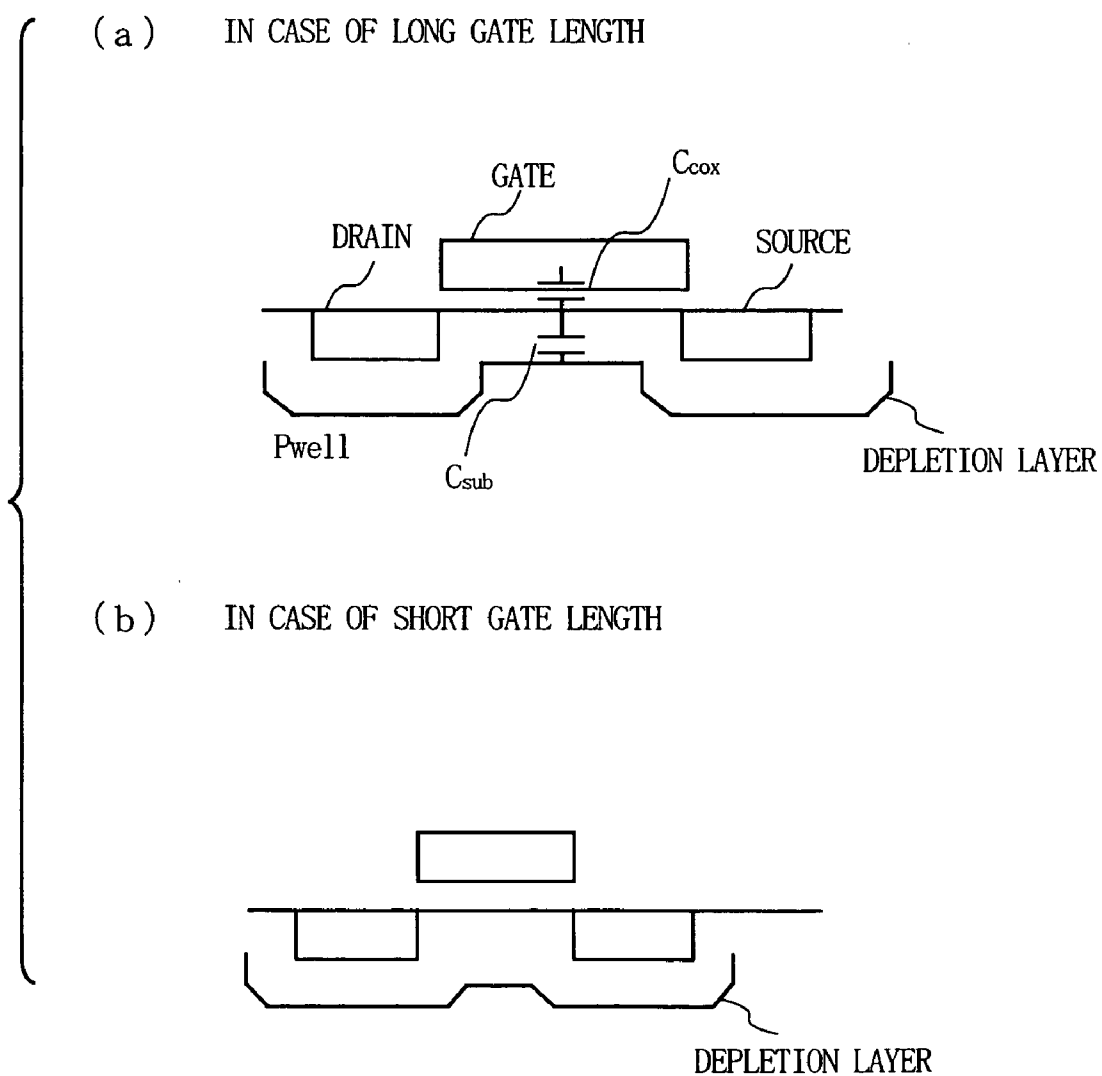 (a) IN CASE OF LONG GATE LENGTH
Ccox
GATE
DRAIN
SOURCE
Pwell
Csub
DEPLETION LAYER
(b) IN CASE OF SHORT GATE LENGTH
DEPLETION LAYER